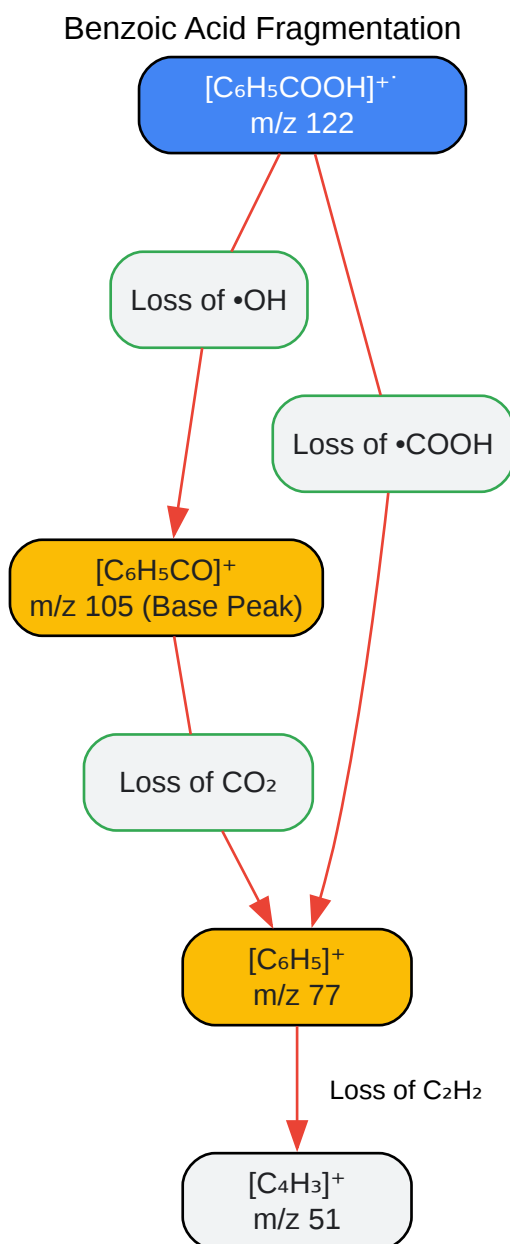 Benzoic Acid Fragmentation
[C₆H₅COOH]⁺˙
m/z 122
Loss of •OH
Loss of •COOH
[C₆H₅CO]⁺
m/z 105 (Base Peak)
Loss of CO₂
[C₆H₅]⁺
m/z 77
Loss of C₂H₂
[C₄H₃]⁺
m/z 51